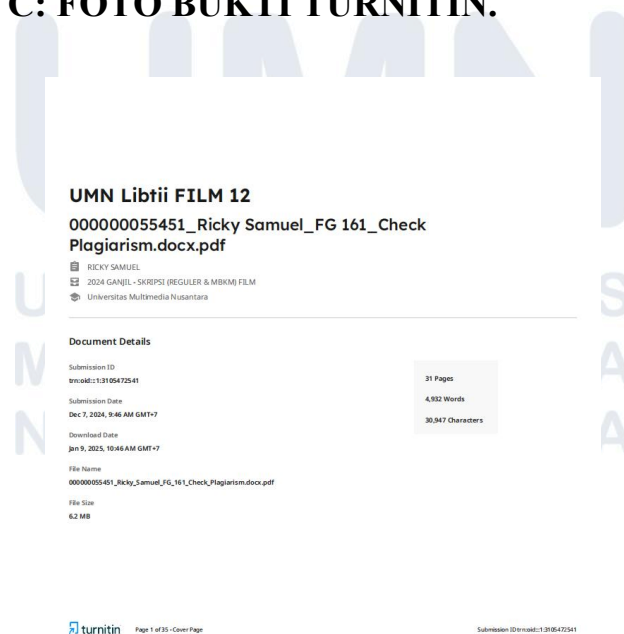 C: FOTO BUKTI TURNITIN.
UMN Libtii FILM 12
000000055451_Ricky Samuel_FG 161_Check
Plagiarism.docx.pdf
RICKY SAMUEL
2024 GANJIL - SKRIPSI (REGULER & MBKM) FILM
Universitas Multimedia Nusantara
Document Details
Submission ID
trn:oid:::1:3105472541
Submission Date
Dec 7, 2024, 9:46 AM GMT+7
Download Date
Jan 9, 2025, 10:46 AM GMT+7
File Name
000000055451_Ricky_Samuel_FG_161_Check_Plagiarism.docx.pdf
File Size
6.2 MB
31 Pages
4,932 Words
30,947 Characters
turnitin Page 1 of 35 - Cover Page Submission ID trn:oid:::1:3105472541